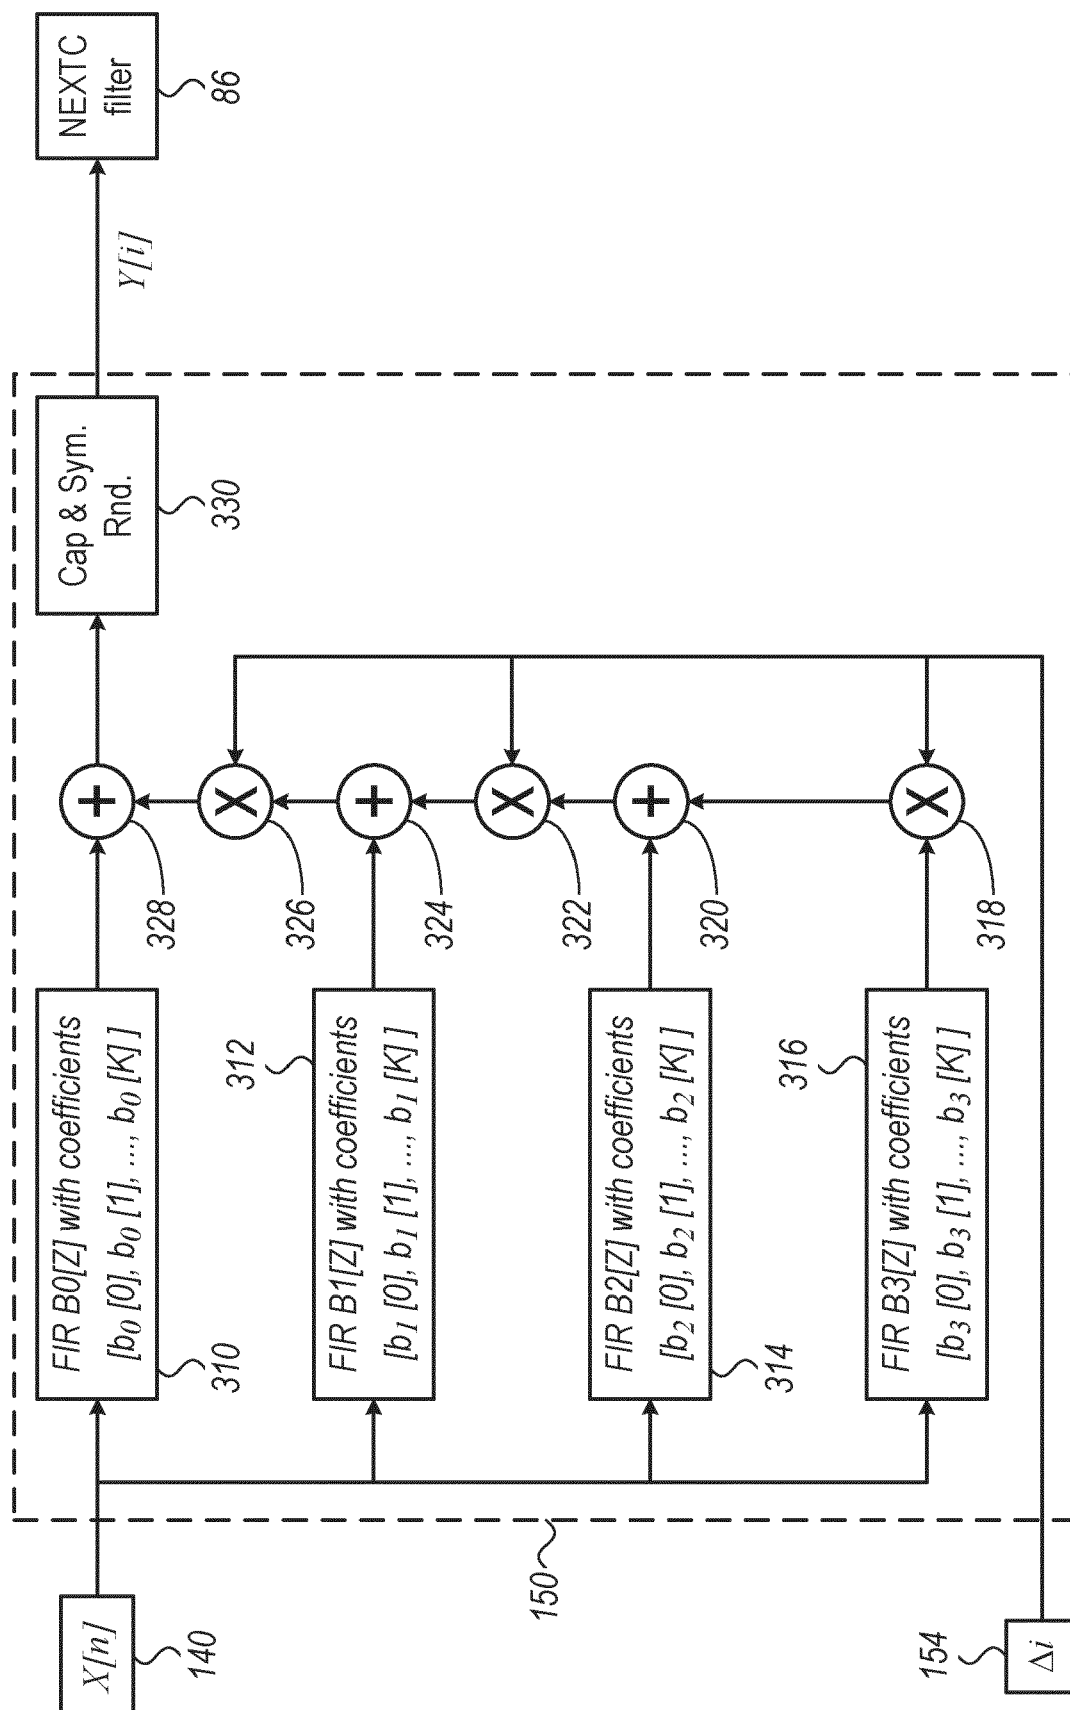 X[n]
140
FIR B0[Z] with coefficients
[b0 [0], b0 [1], ..., b0 [K] ]
310
328
Cap & Sym.
Rnd.
330
Y[i]
NEXTC
filter
86
326
FIR B1[Z] with coefficients
[b1 [0], b1 [1], ..., b1 [K] ]
312
324
322
FIR B2[Z] with coefficients
[b2 [0], b2 [1], ..., b2 [K] ]
314
320
FIR B3[Z] with coefficients
[b3 [0], b3 [1], ..., b3 [K] ]
316
318
+
X
+
X
+
X
150
154
Δi